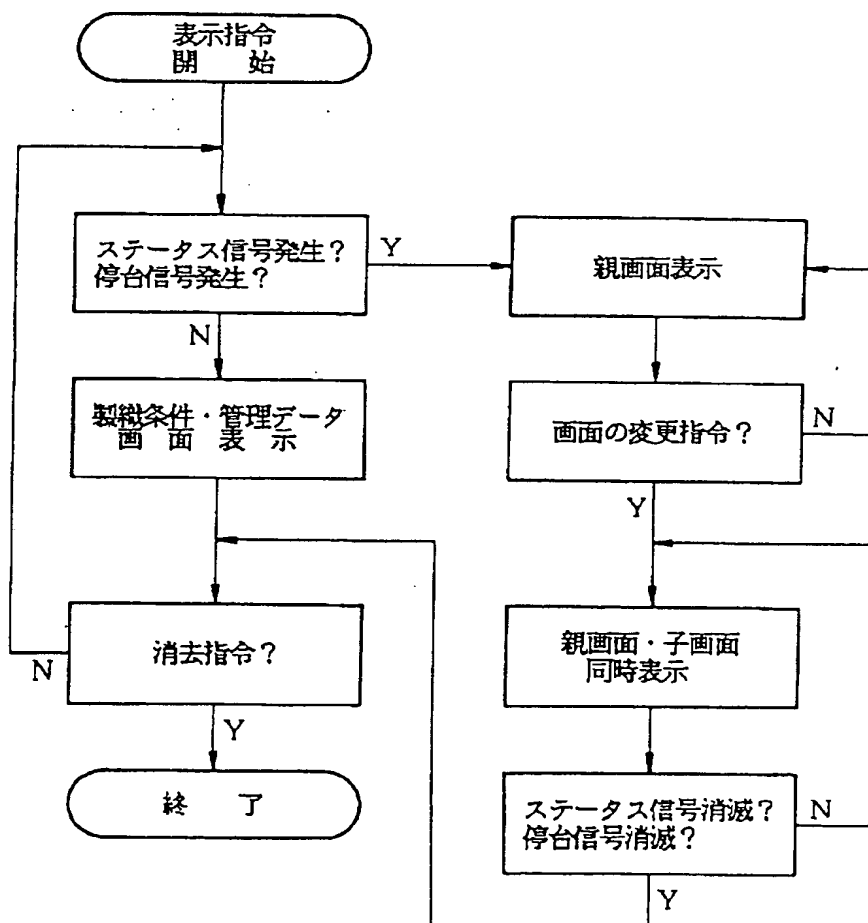 表示指令
開 始
ステータス信号発生?
停台信号発生?
Y
N
製織条件・管理データ
画 面 表 示
消去指令?
N
Y
終 了
親画面表示
画面の変更指令?
N
Y
親画面・子画面
同時表示
ステータス信号消滅?
停台信号消滅?
N
Y